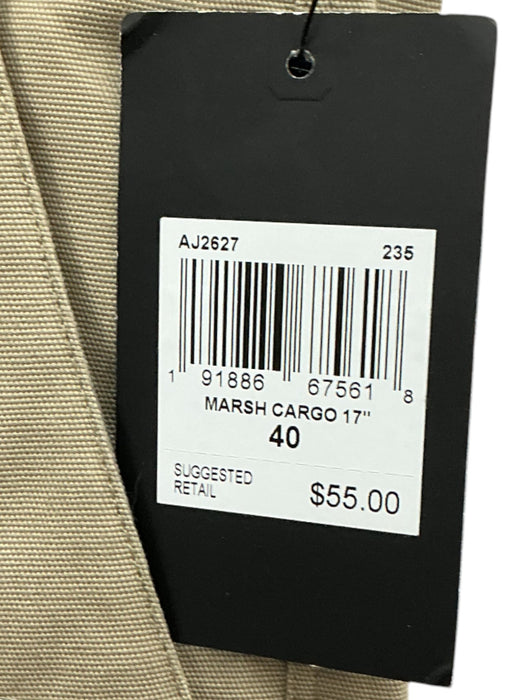 AJ2627 235
1 91886 67561 8
MARSH CARGO 17"
40
SUGGESTED
RETAIL $55.00